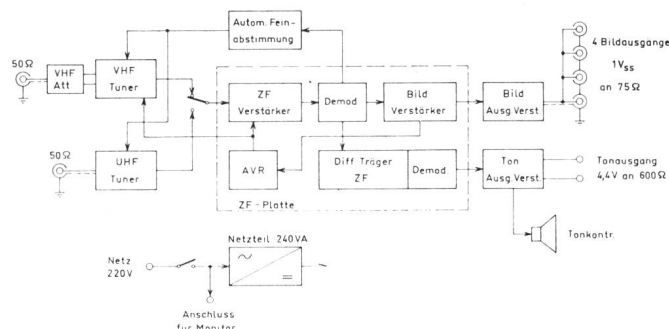 Autom. Fein-
abstimmung
4 Bildausgänge
1Vss
an 75Ω
50Ω
VHF
Att
VHF
Tuner
ZF
Verstärker
Demod
Bild
Verstärker
Bild
Ausg. Verst.
50Ω
UHF
Tuner
AVR
Diff Träger
ZF
Demod.
Ton
Ausg. Verst.
Tonausgang
4,4V an 600Ω
ZF-Platte
Tonkontr.
Netzteil 240VA
Netz
220V
Anschluss
für Monitor